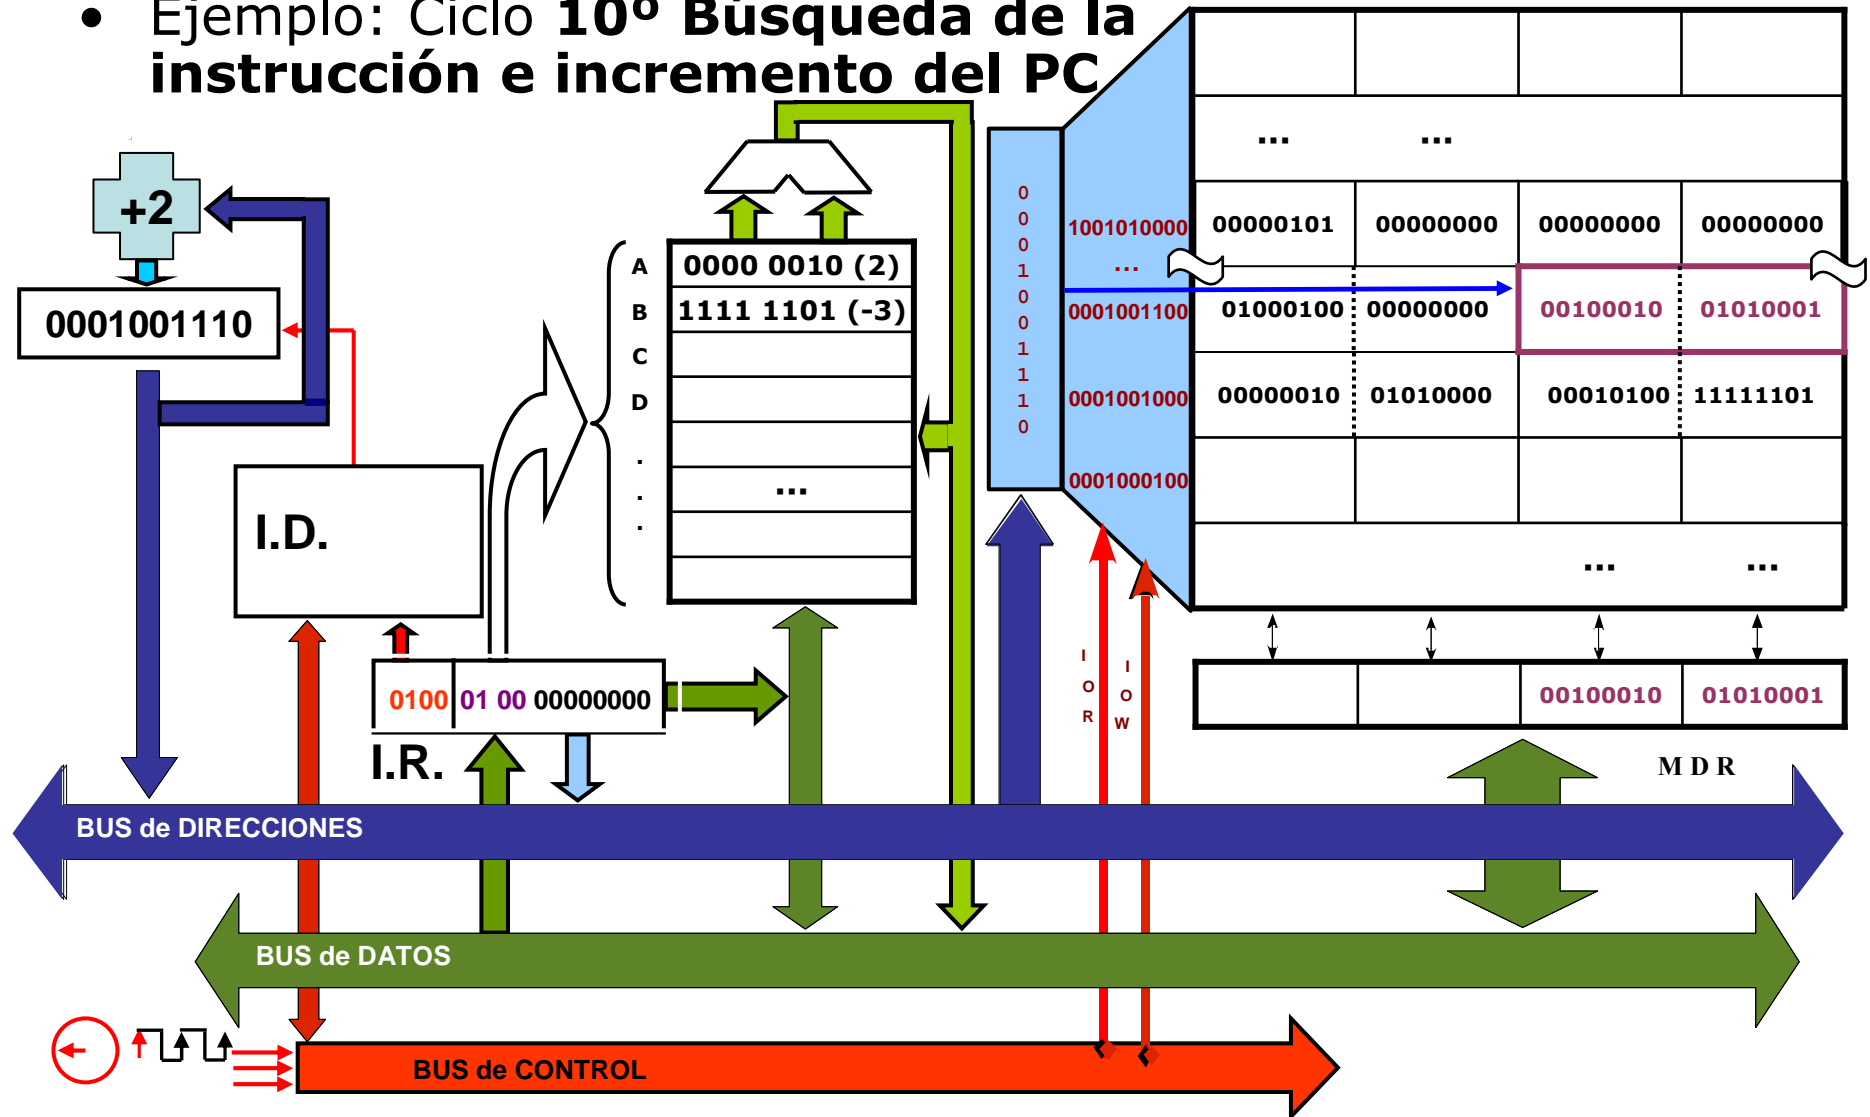 • Ejemplo: Ciclo 10º Búsqueda de la
instrucción e incremento del PC
... ...
+2
0
0
0
1
0
0
1
1
1
0
1001010000
00000101 00000000 00000000 00000000
A 0000 0010 (2)
...
B 1111 1101 (-3)
0001001110
0001001100
01000100 00000000 00100010 01010001
C
D
0001001000
00000010 01010000 00010100 11111101
.
.
.
...
0001000100
I.D.
... ...
I
O
R
I
O
W
0100 01 00 00000000
00100010 01010001
I.R.
M D R
BUS de DIRECCIONES
BUS de DATOS
BUS de CONTROL